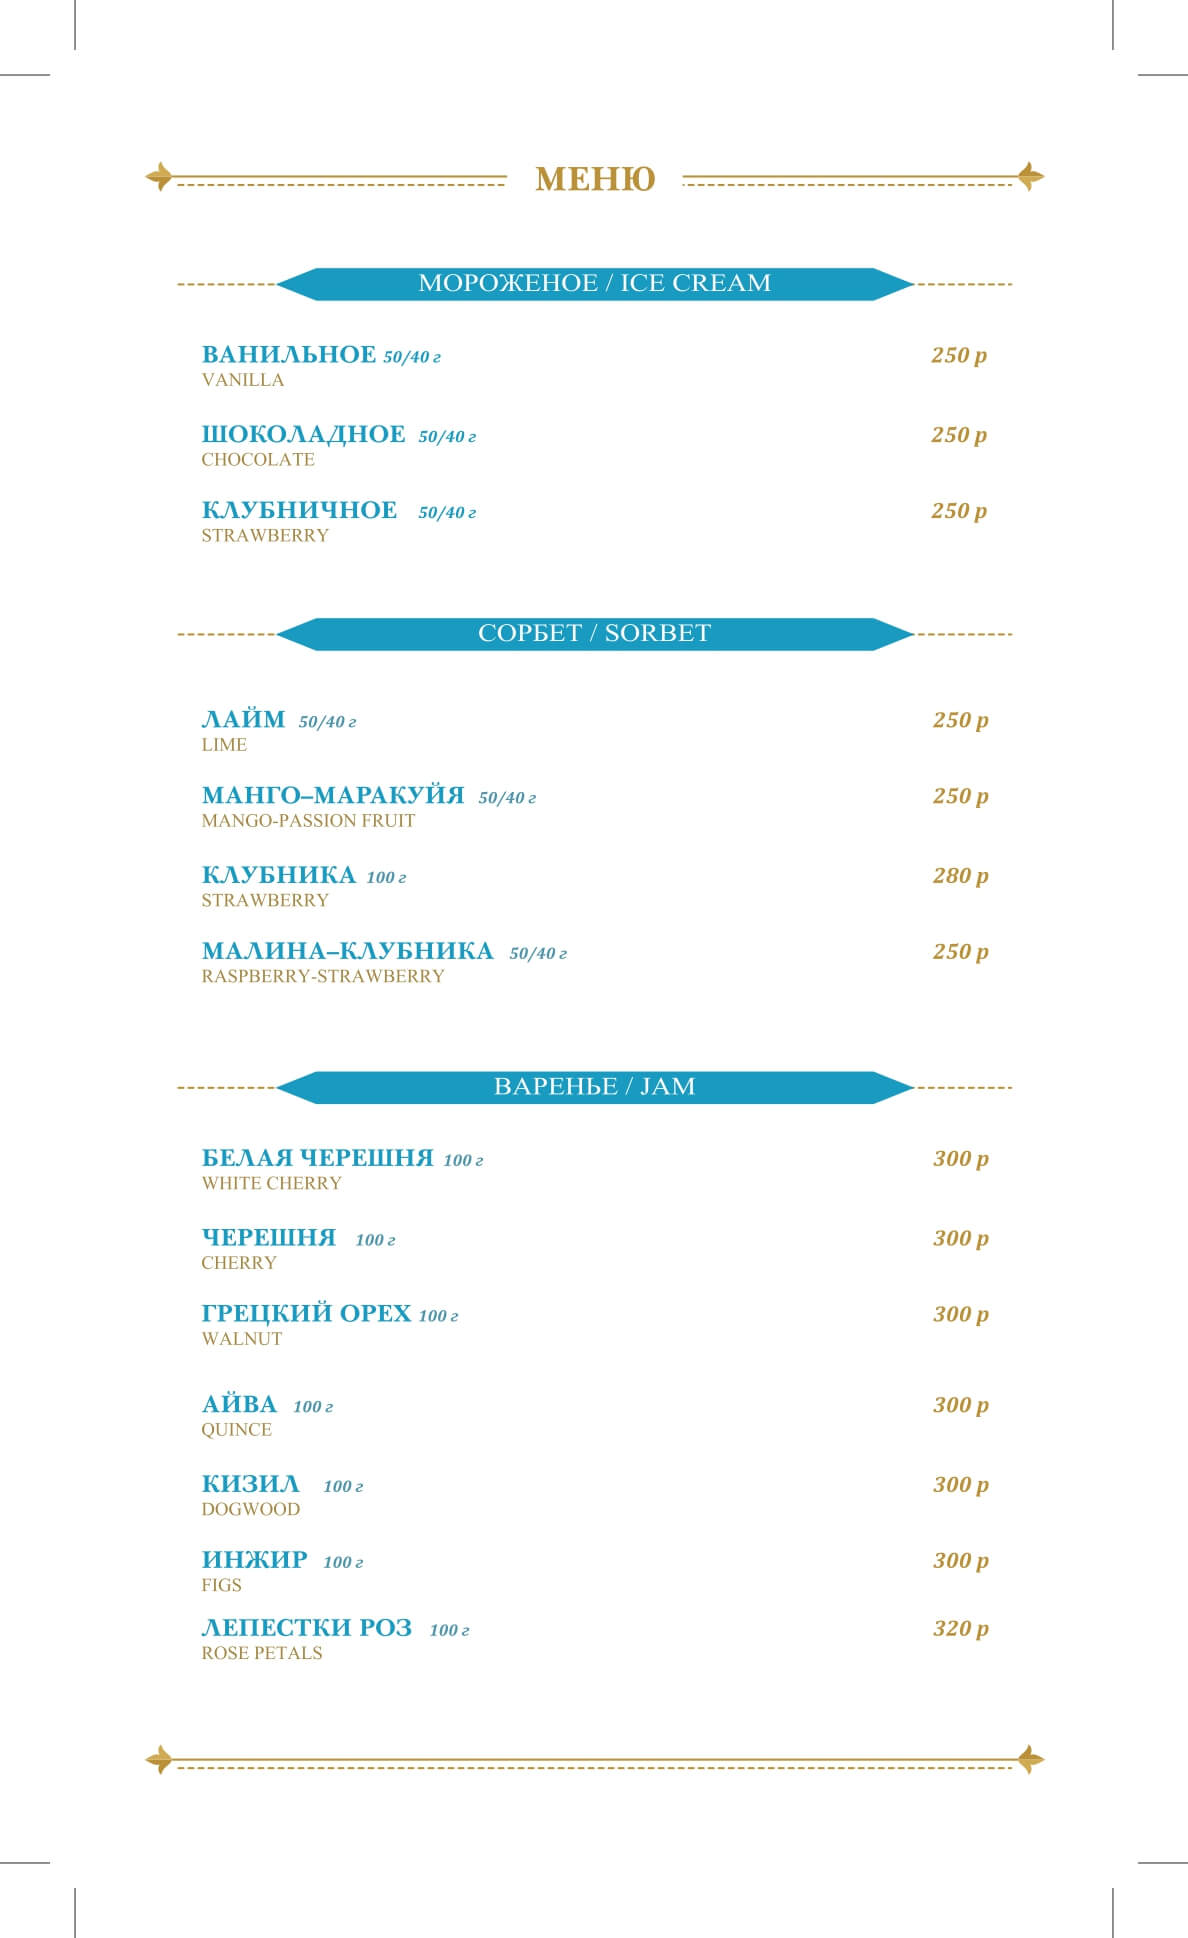 МЕНЮ
МОРОЖЕНОЕ / ICE CREAM
ВАНИЛЬНОЕ 50/40 г 250 р
VANILLA
ШОКОЛАДНОЕ 50/40 г 250 р
CHOCOLATE
КЛУБНИЧНОЕ 50/40 г 250 р
STRAWBERRY
СОРБЕТ / SORBET
ЛАЙМ 50/40 г 250 р
LIME
МАНГО–МАРАКУЙЯ 50/40 г 250 р
MANGO-PASSION FRUIT
КЛУБНИКА 100 г 280 р
STRAWBERRY
МАЛИНА–КЛУБНИКА 50/40 г 250 р
RASPBERRY-STRAWBERRY
ВАРЕНЬЕ / JAM
БЕЛАЯ ЧЕРЕШНЯ 100 г 300 р
WHITE CHERRY
ЧЕРЕШНЯ 100 г 300 р
CHERRY
ГРЕЦКИЙ ОРЕХ 100 г 300 р
WALNUT
АЙВА 100 г 300 р
QUINCE
КИЗИЛ 100 г 300 р
DOGWOOD
ИНЖИР 100 г 300 р
FIGS
ЛЕПЕСТКИ РОЗ 100 г 320 р
ROSE PETALS